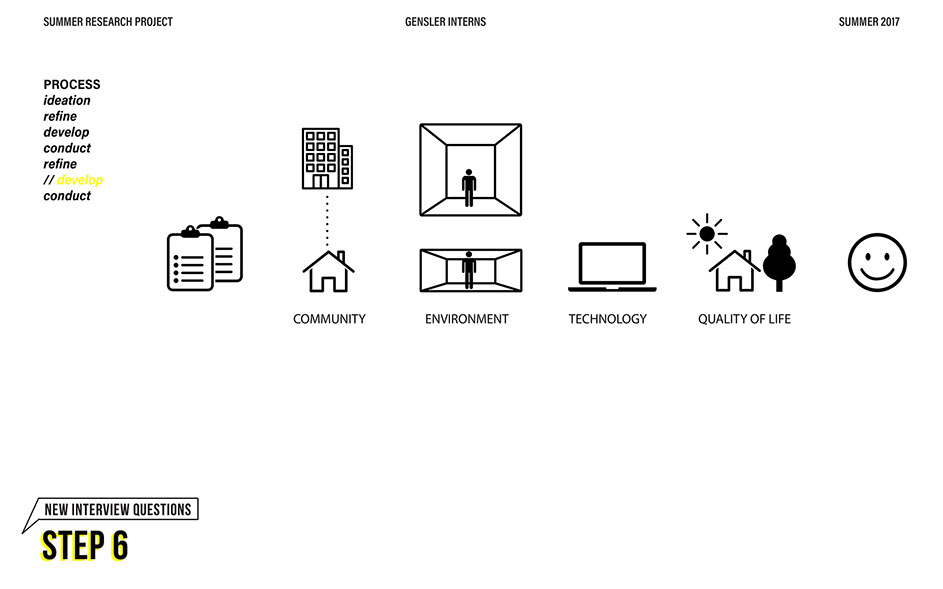 SUMMER RESEARCH PROJECT
GENSLER INTERNS
SUMMER 2017
PROCESS
ideation
refine
develop
conduct
refine
// develop
conduct
COMMUNITY
ENVIRONMENT
TECHNOLOGY
QUALITY OF LIFE
NEW INTERVIEW QUESTIONS
STEP 6